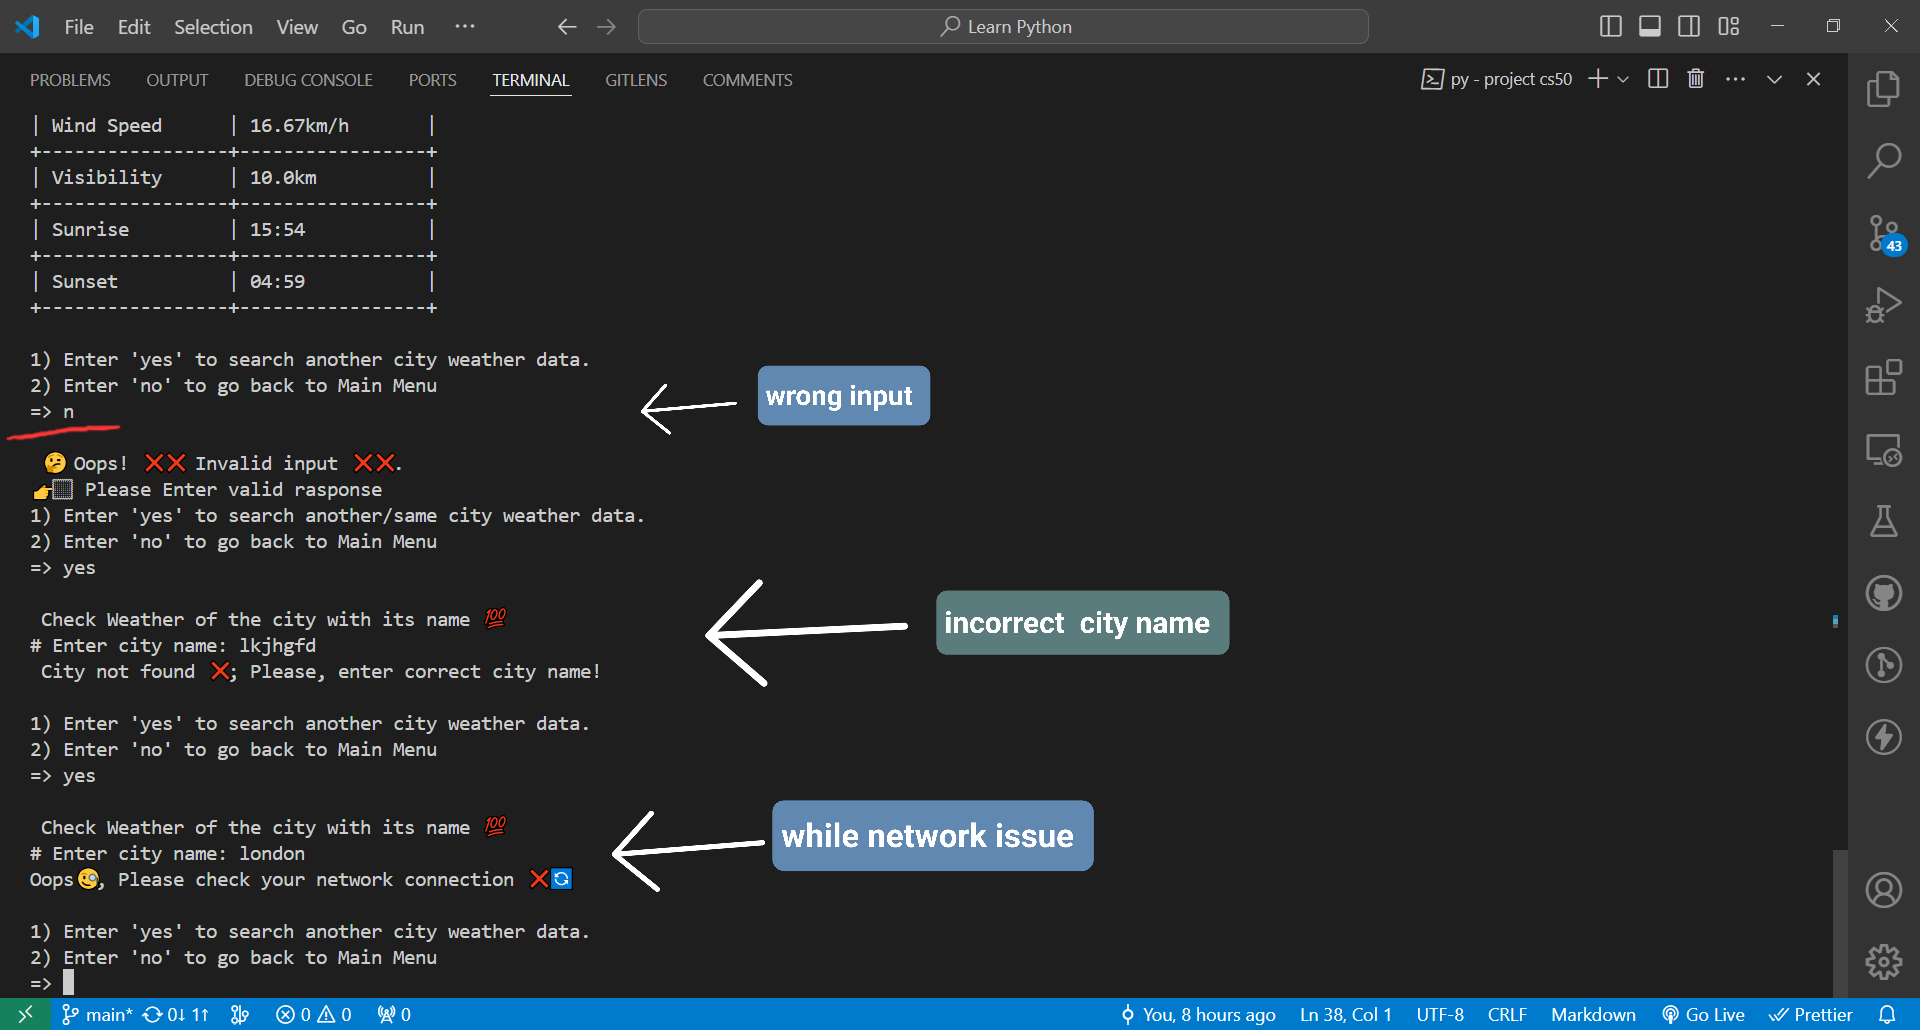 File Edit Selection View Go Run ··· Learn Python
PROBLEMS OUTPUT DEBUG CONSOLE PORTS TERMINAL GITLENS COMMENTS py - project cs50
| Wind Speed | 16.67km/h |
+-----------------+-----------------+
| Visibility | 10.0km |
+-----------------+-----------------+
| Sunrise | 15:54 |
+-----------------+-----------------+
| Sunset | 04:59 |
+-----------------+-----------------+
1) Enter 'yes' to search another city weather data.
2) Enter 'no' to go back to Main Menu
=> n
wrong input
🤔 Oops! ❌❌ Invalid input ❌❌.
👉 Please Enter valid rasponse
1) Enter 'yes' to search another/same city weather data.
2) Enter 'no' to go back to Main Menu
=> yes
Check Weather of the city with its name 💯
# Enter city name: lkjhgfd
City not found ❌; Please, enter correct city name!
incorrect city name
1) Enter 'yes' to search another city weather data.
2) Enter 'no' to go back to Main Menu
=> yes
Check Weather of the city with its name 💯
# Enter city name: london
Oops🧐, Please check your network connection ❌🔄
while network issue
1) Enter 'yes' to search another city weather data.
2) Enter 'no' to go back to Main Menu
=>
43
main* 0↓ 1↑ 0 0 0 You, 8 hours ago Ln 38, Col 1 UTF-8 CRLF Markdown Go Live Prettier